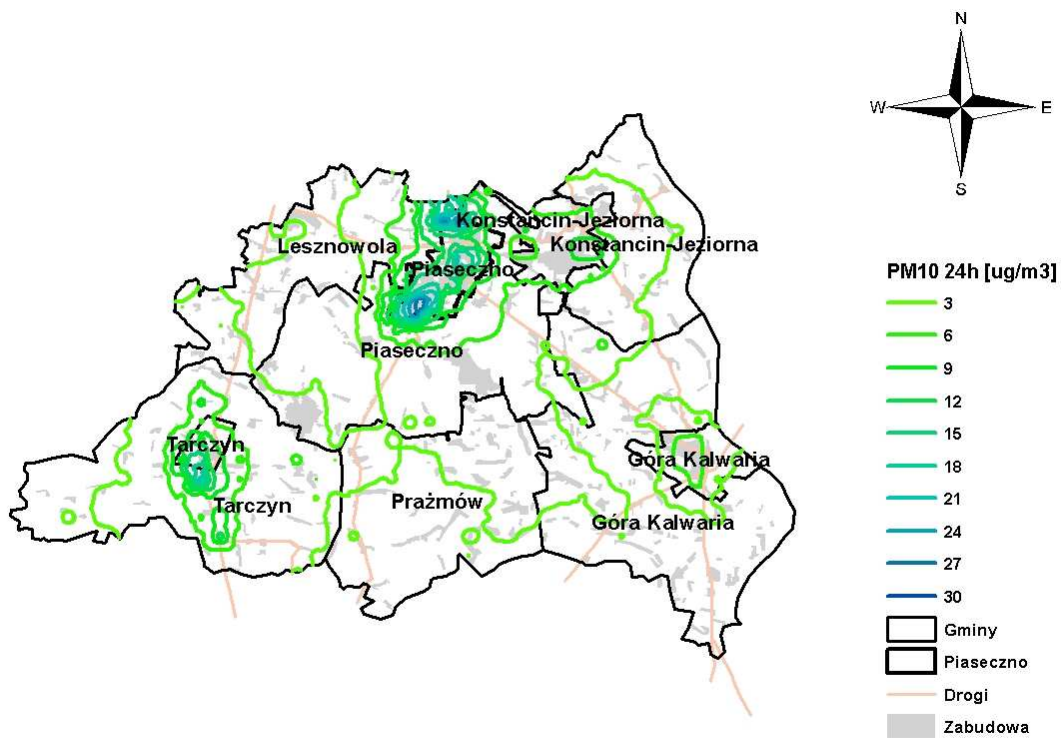 N
W
E
S
Konstancin-Jeziorna
Lesznowola
Konstancin-Jeziorna
Piaseczno
Piaseczno
Tarczyn
Góra Kalwaria
Tarczyn
Prażmów
Góra Kalwaria
PM10 24h [ug/m3]
3
6
9
12
15
18
21
24
27
30
Gminy
Piaseczno
Drogi
Zabudowa